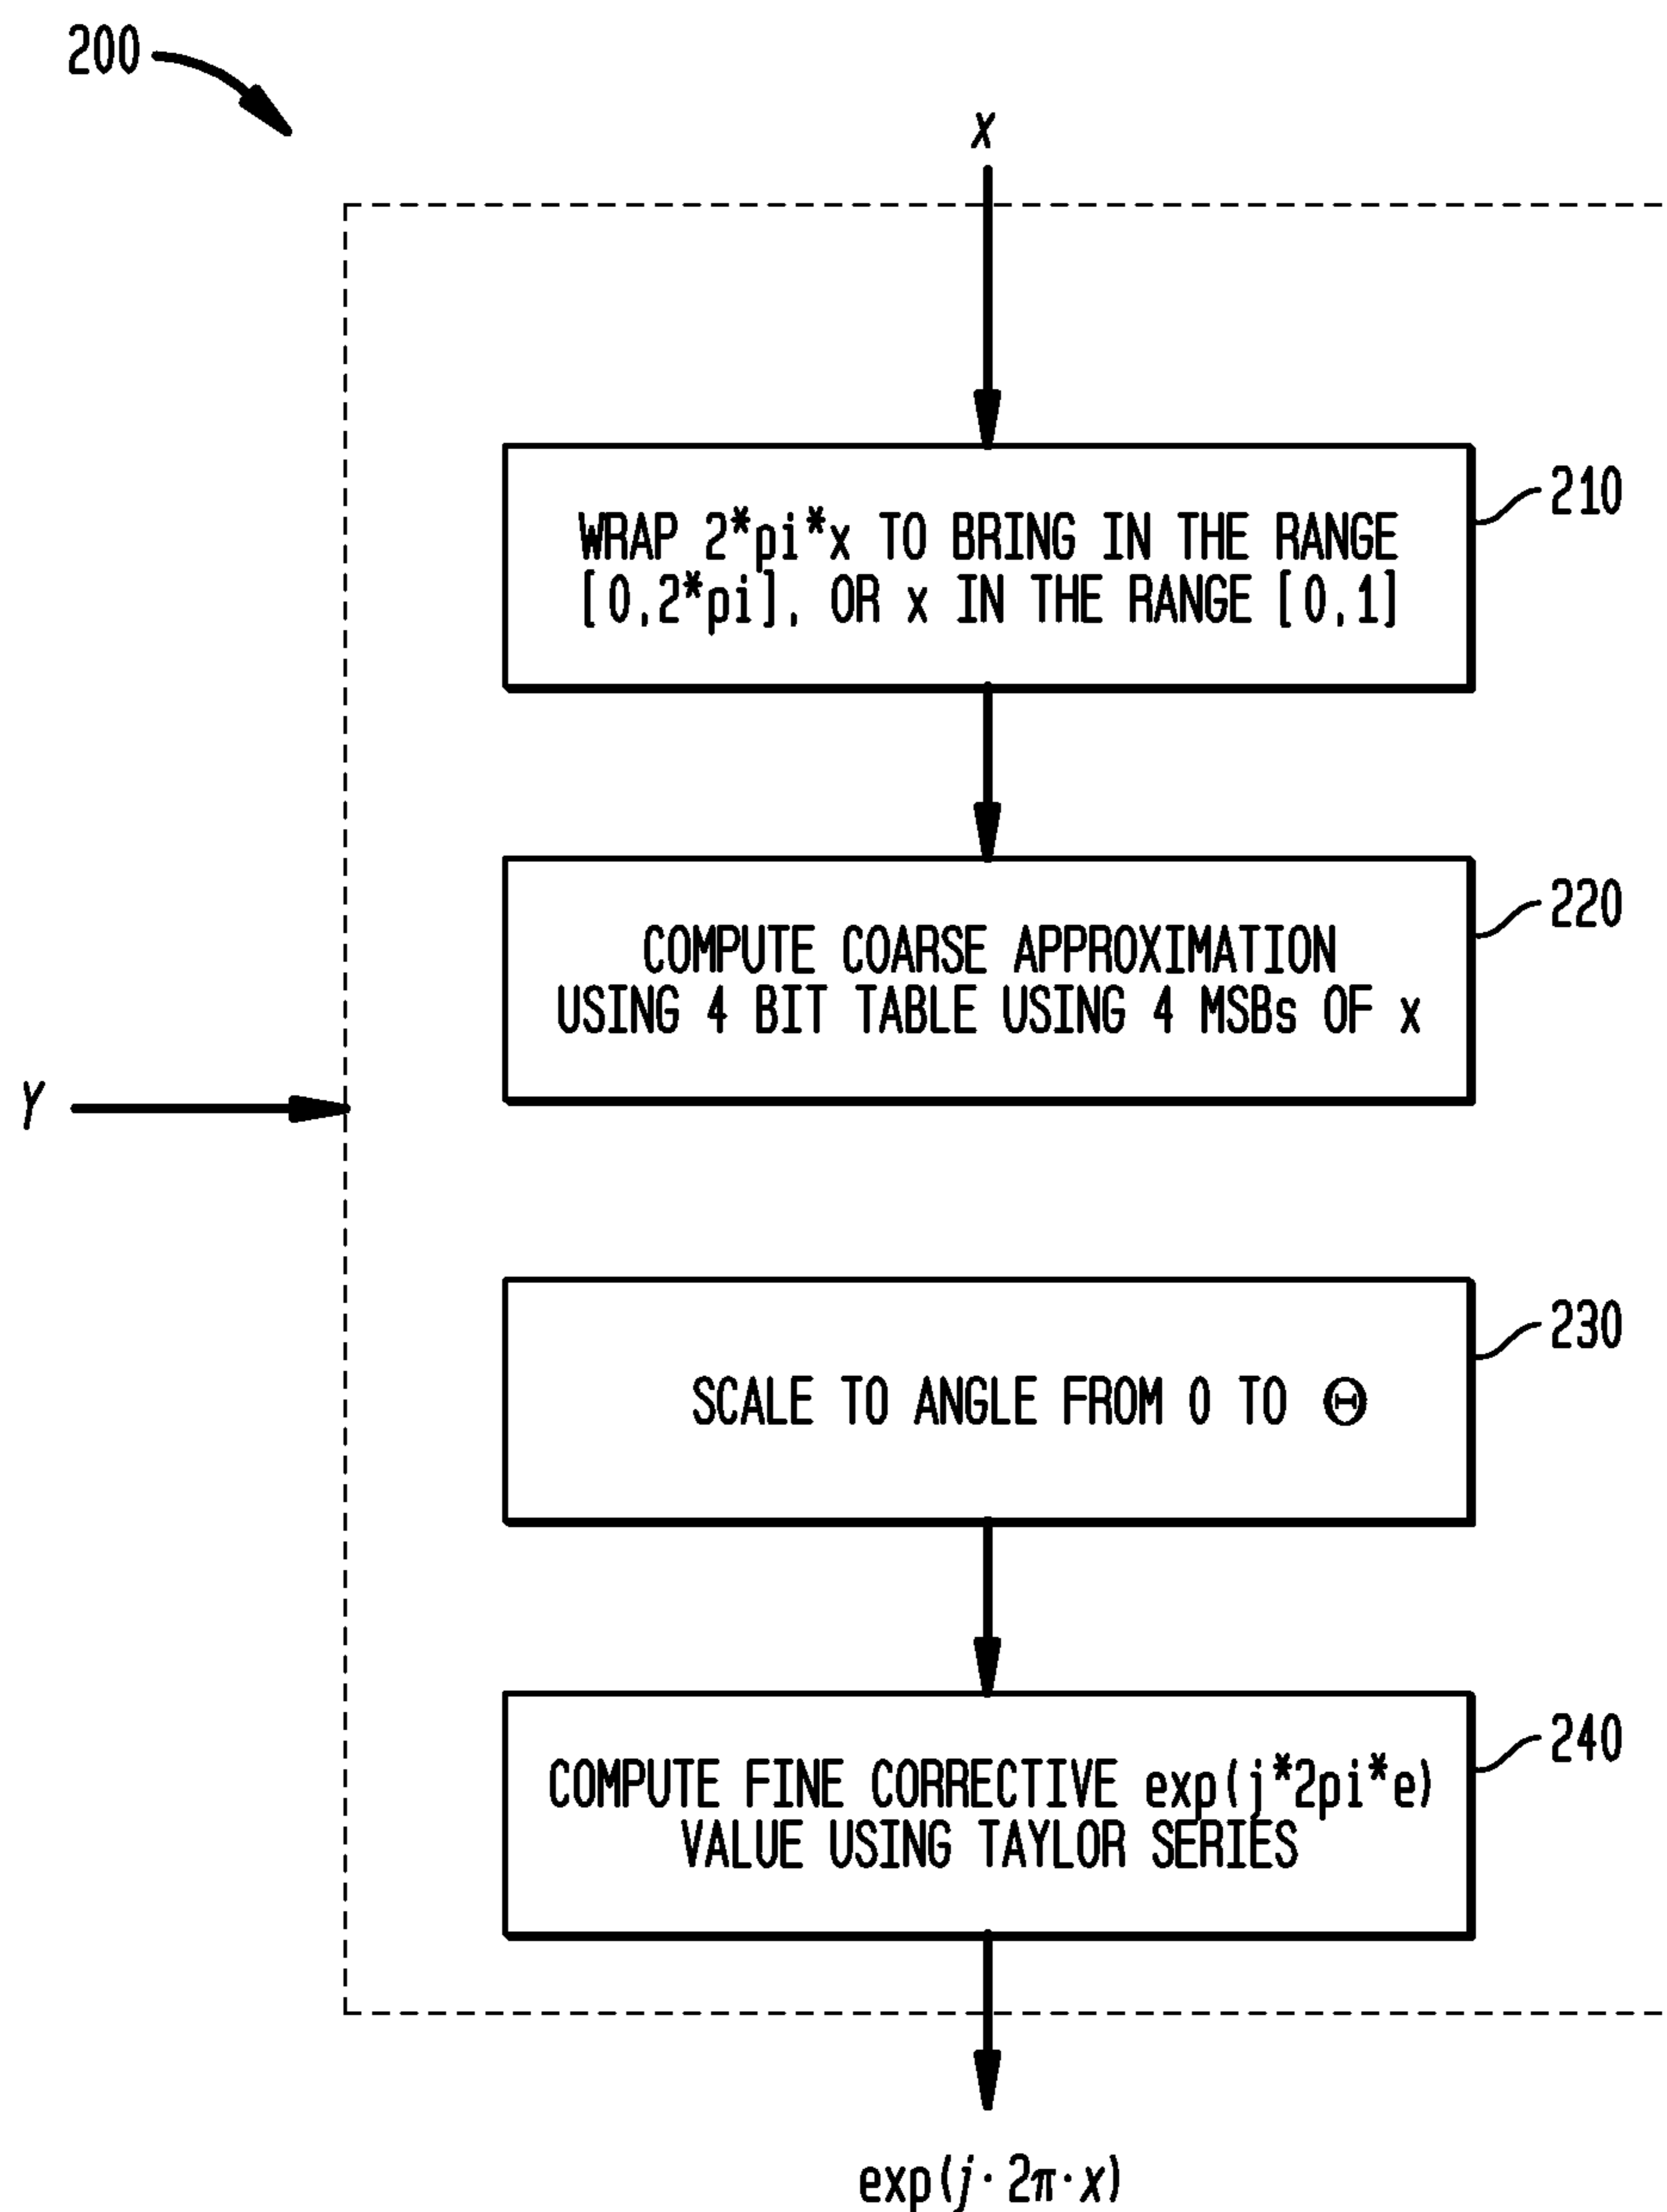 200
x
WRAP 2*pi*x TO BRING IN THE RANGE
[0,2*pi], OR x IN THE RANGE [0,1]
210
COMPUTE COARSE APPROXIMATION
USING 4 BIT TABLE USING 4 MSBs OF x
220
Y
SCALE TO ANGLE FROM 0 TO Θ
230
COMPUTE FINE CORRECTIVE exp(j*2pi*e)
VALUE USING TAYLOR SERIES
240
exp(j·2π·x)